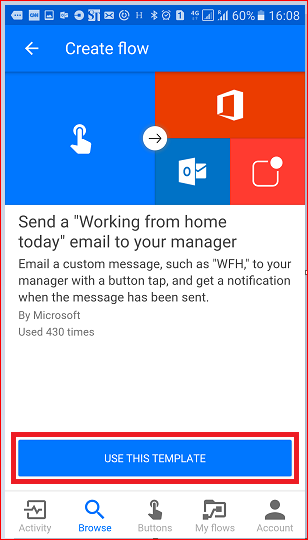 60% 16:08
Create flow
Send a "Working from home
today" email to your manager
Email a custom message, such as "WFH," to your
manager with a button tap, and get a notification
when the message has been sent.
By Microsoft
Used 430 times
USE THIS TEMPLATE
Activity
Browse
Buttons
My flows
Account